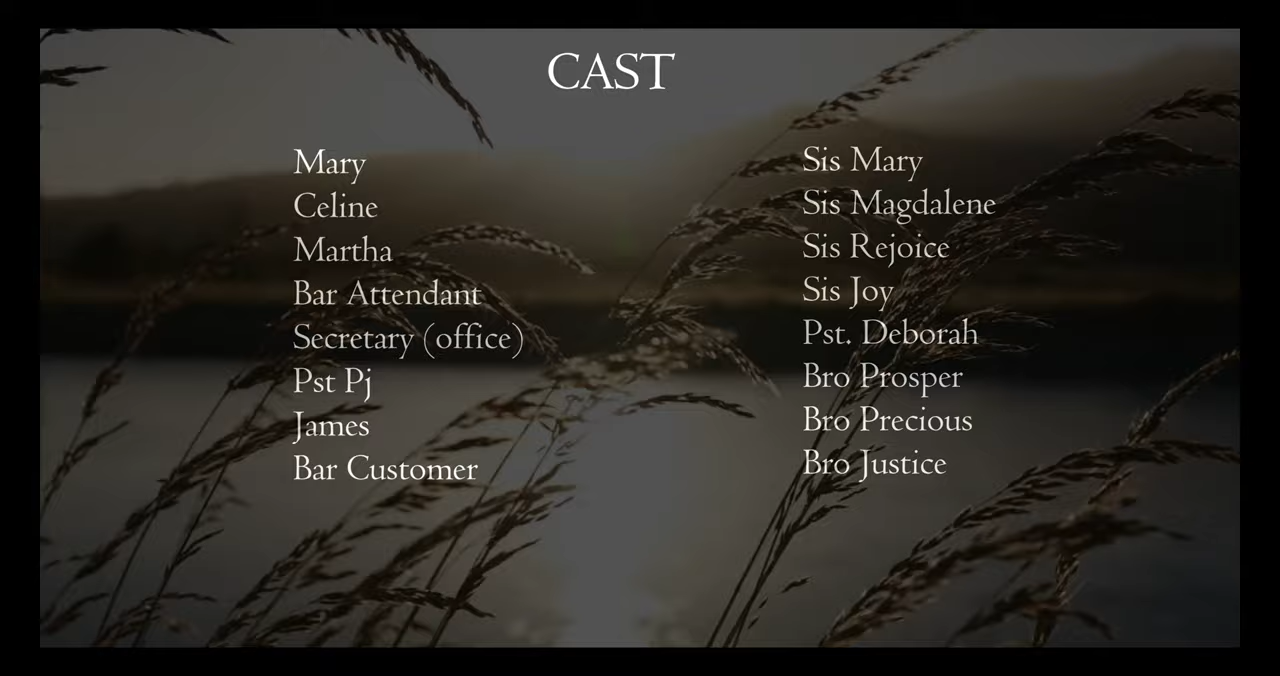 CAST
Mary Sis Mary
Celine Sis Magdalene
Martha Sis Rejoice
Bar Attendant Sis Joy
Secretary (office) Pst. Deborah
Pst Pj Bro Prosper
James Bro Precious
Bar Customer Bro Justice